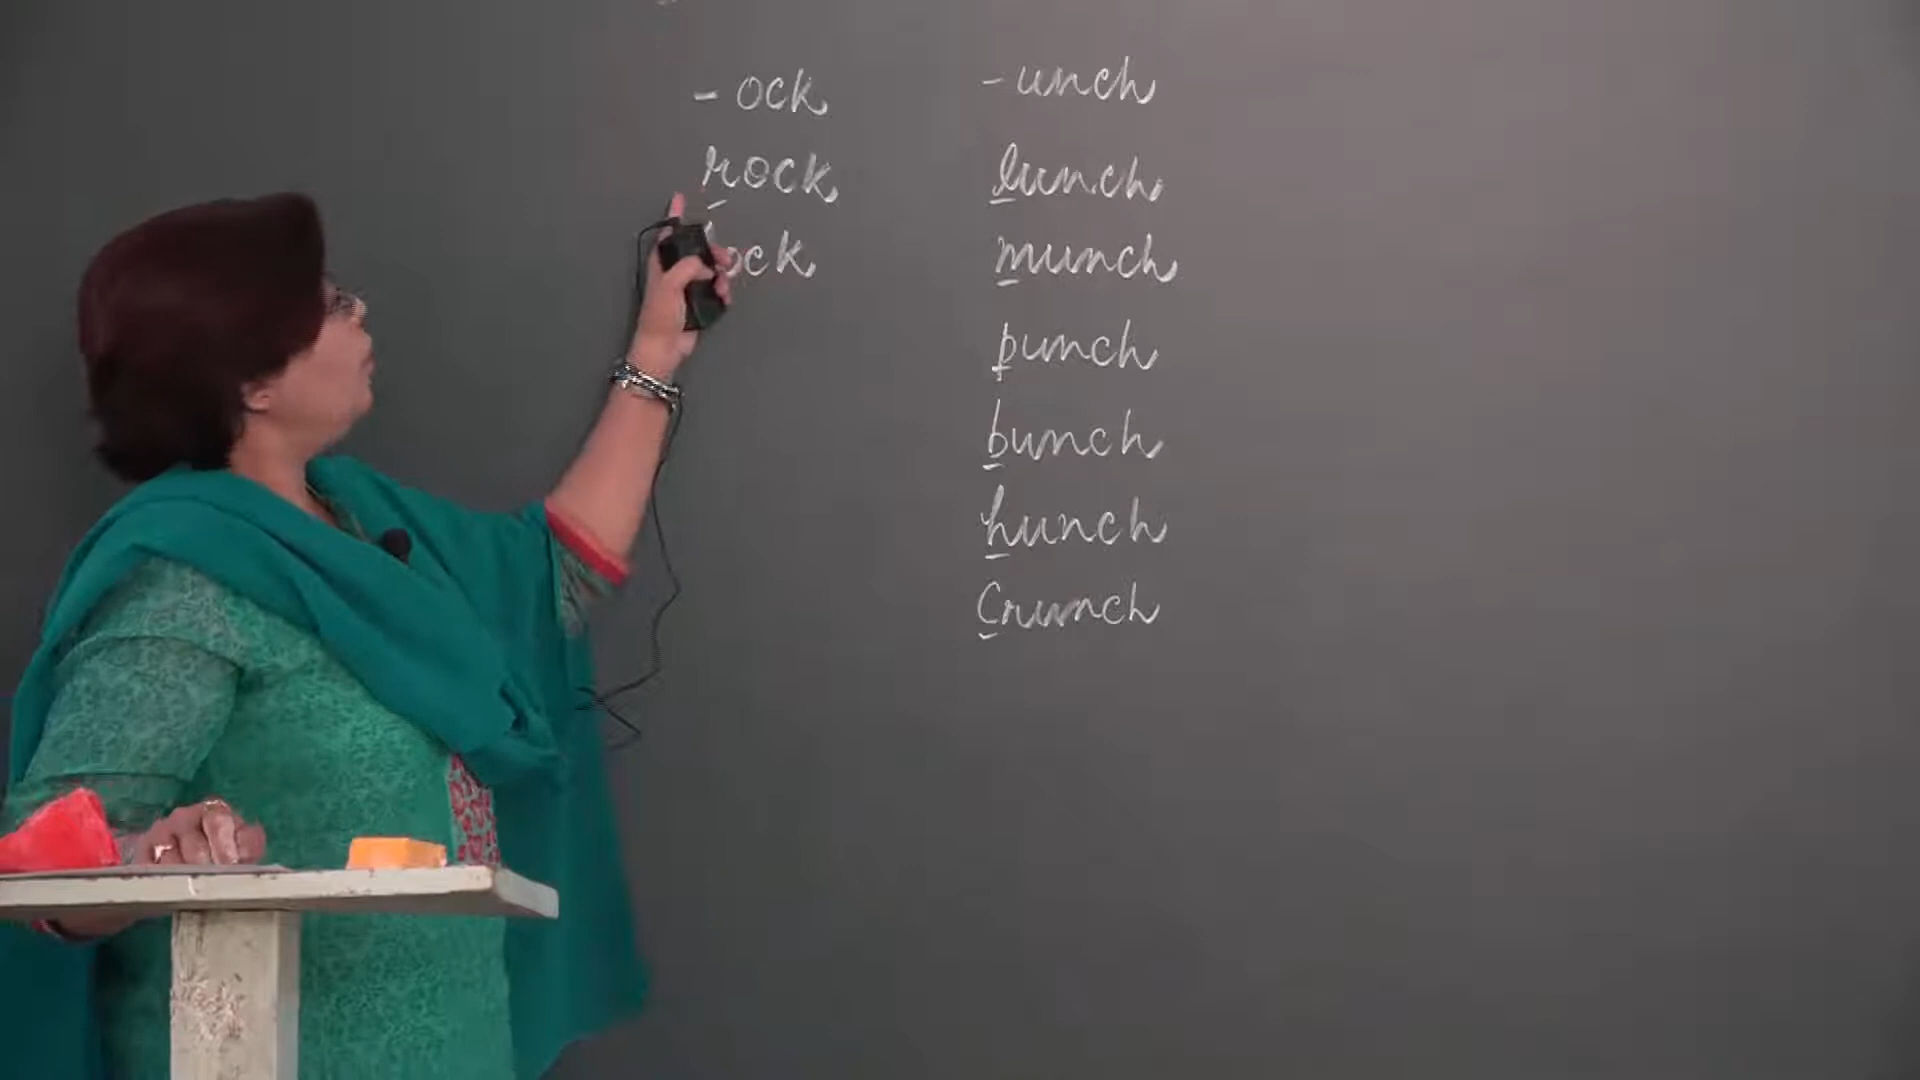 - ock
rock
- unch
lunch
munch
punch
bunch
hunch
Crunch